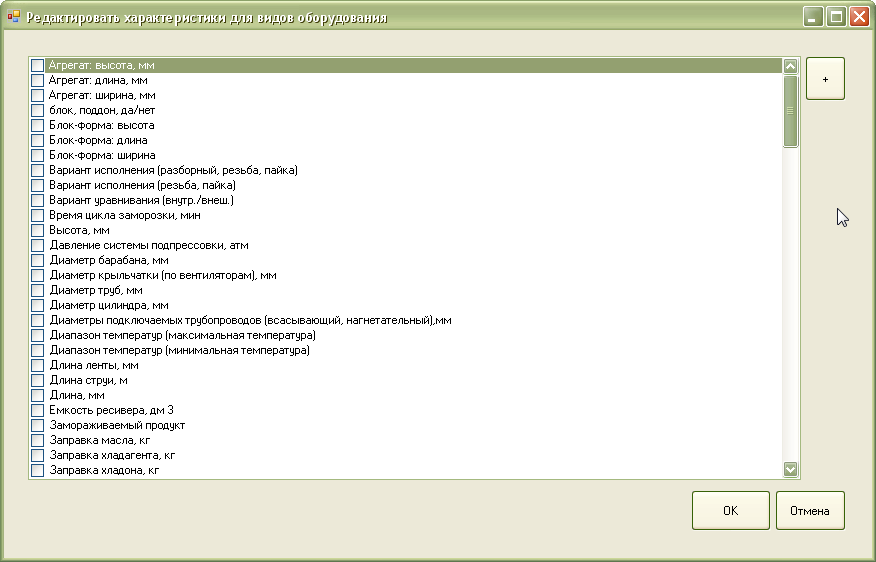 Редактировать характеристики для видов оборудования
Агрегат: высота, мм
+
Агрегат: длина, мм
Агрегат: ширина, мм
блок, поддон, да/нет
Блок-форма: высота
Блок-форма: длина
Блок-форма: ширина
Вариант исполнения (разборный, резьба, пайка)
Вариант исполнения (резьба, пайка)
Вариант уравнивания (внутр./внеш.)
Время цикла заморозки, мин
Высота, мм
Давление системы подпрессовки, атм
Диаметр барабана, мм
Диаметр крыльчатки (по вентиляторам), мм
Диаметр труб, мм
Диаметр цилиндра, мм
Диаметры подключаемых трубопроводов (всасывающий, нагнетательный),мм
Диапазон температур (максимальная температура)
Диапазон температур (минимальная температура)
Длина ленты, мм
Длина струи, м
Длина, мм
Емкость ресивера, дм 3
Замораживаемый продукт
Заправка масла, кг
Заправка хладагента, кг
Заправка хладона, кг
OK
Отмена